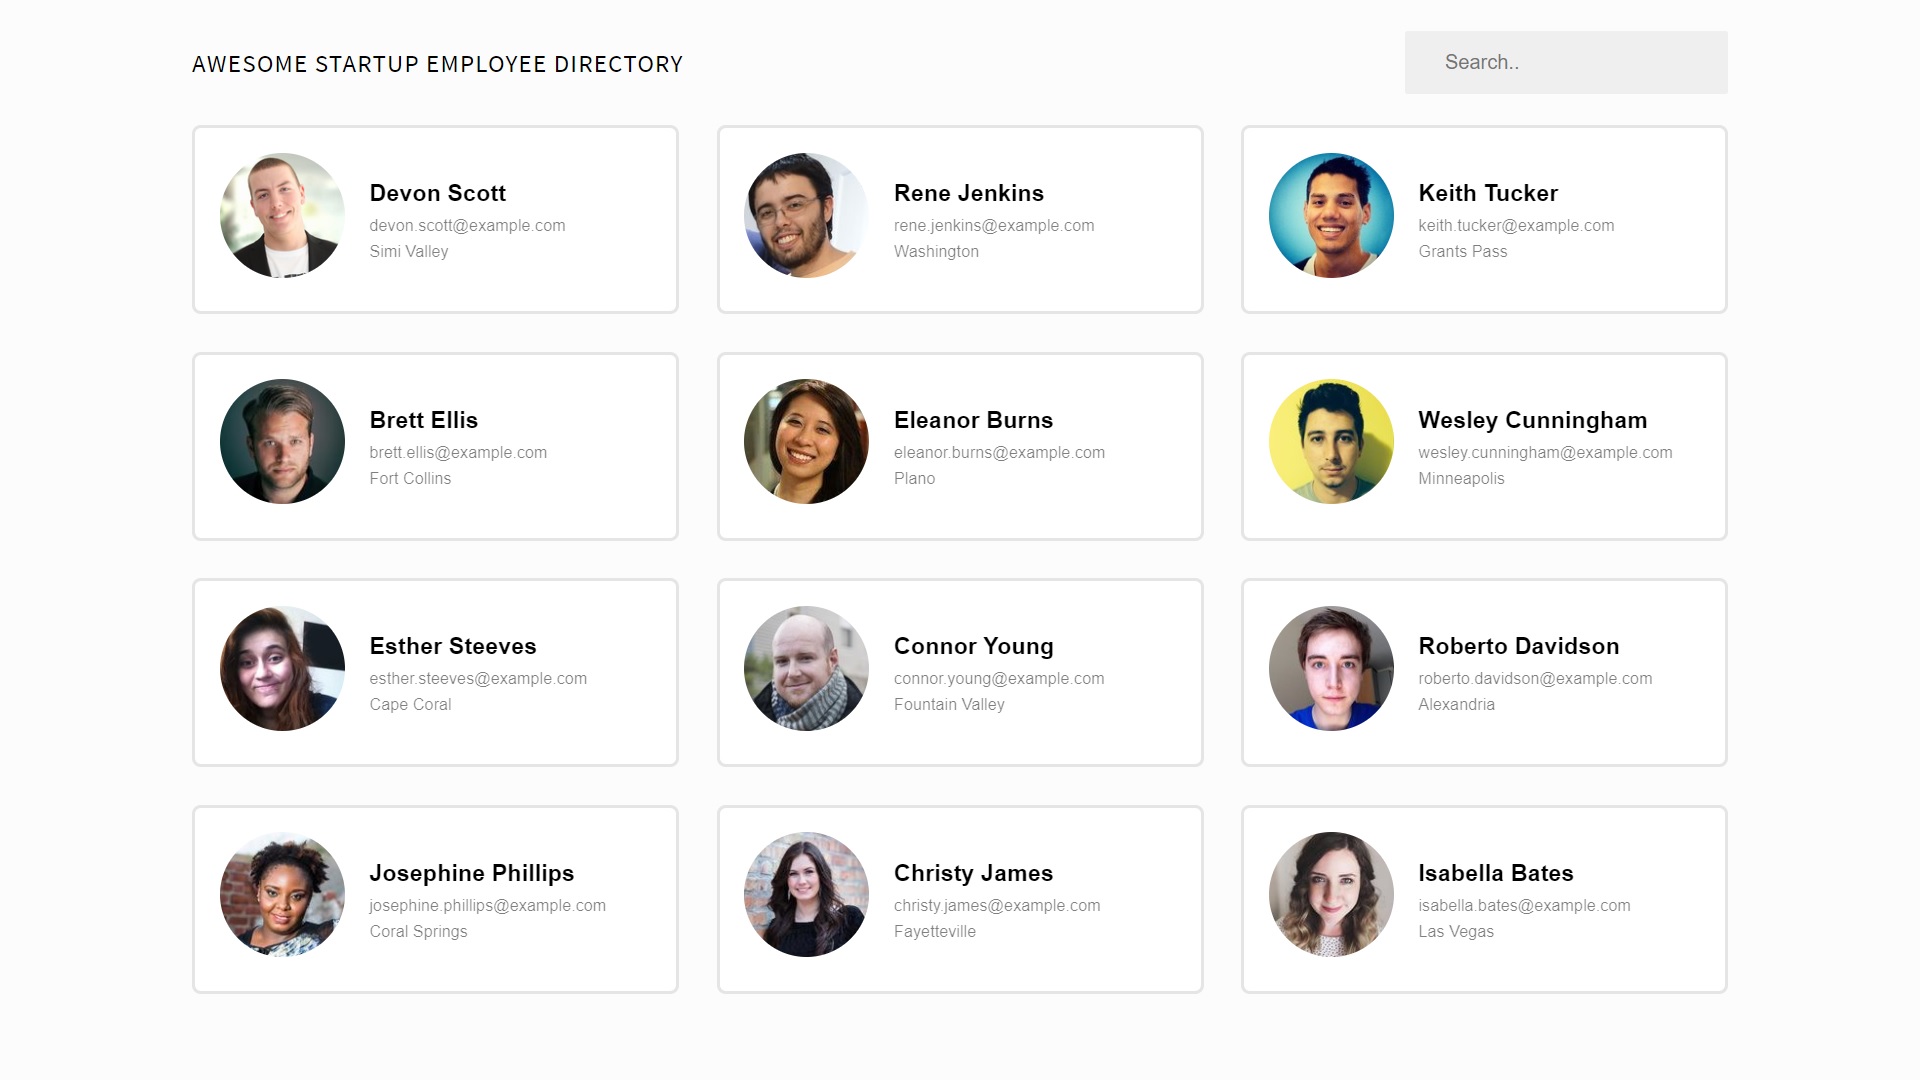 AWESOME STARTUP EMPLOYEE DIRECTORY
Search..
Devon Scott
devon.scott@example.com
Simi Valley
Rene Jenkins
rene.jenkins@example.com
Washington
Keith Tucker
keith.tucker@example.com
Grants Pass
Brett Ellis
brett.ellis@example.com
Fort Collins
Eleanor Burns
eleanor.burns@example.com
Plano
Wesley Cunningham
wesley.cunningham@example.com
Minneapolis
Esther Steeves
esther.steeves@example.com
Cape Coral
Connor Young
connor.young@example.com
Fountain Valley
Roberto Davidson
roberto.davidson@example.com
Alexandria
Josephine Phillips
josephine.phillips@example.com
Coral Springs
Christy James
christy.james@example.com
Fayetteville
Isabella Bates
isabella.bates@example.com
Las Vegas